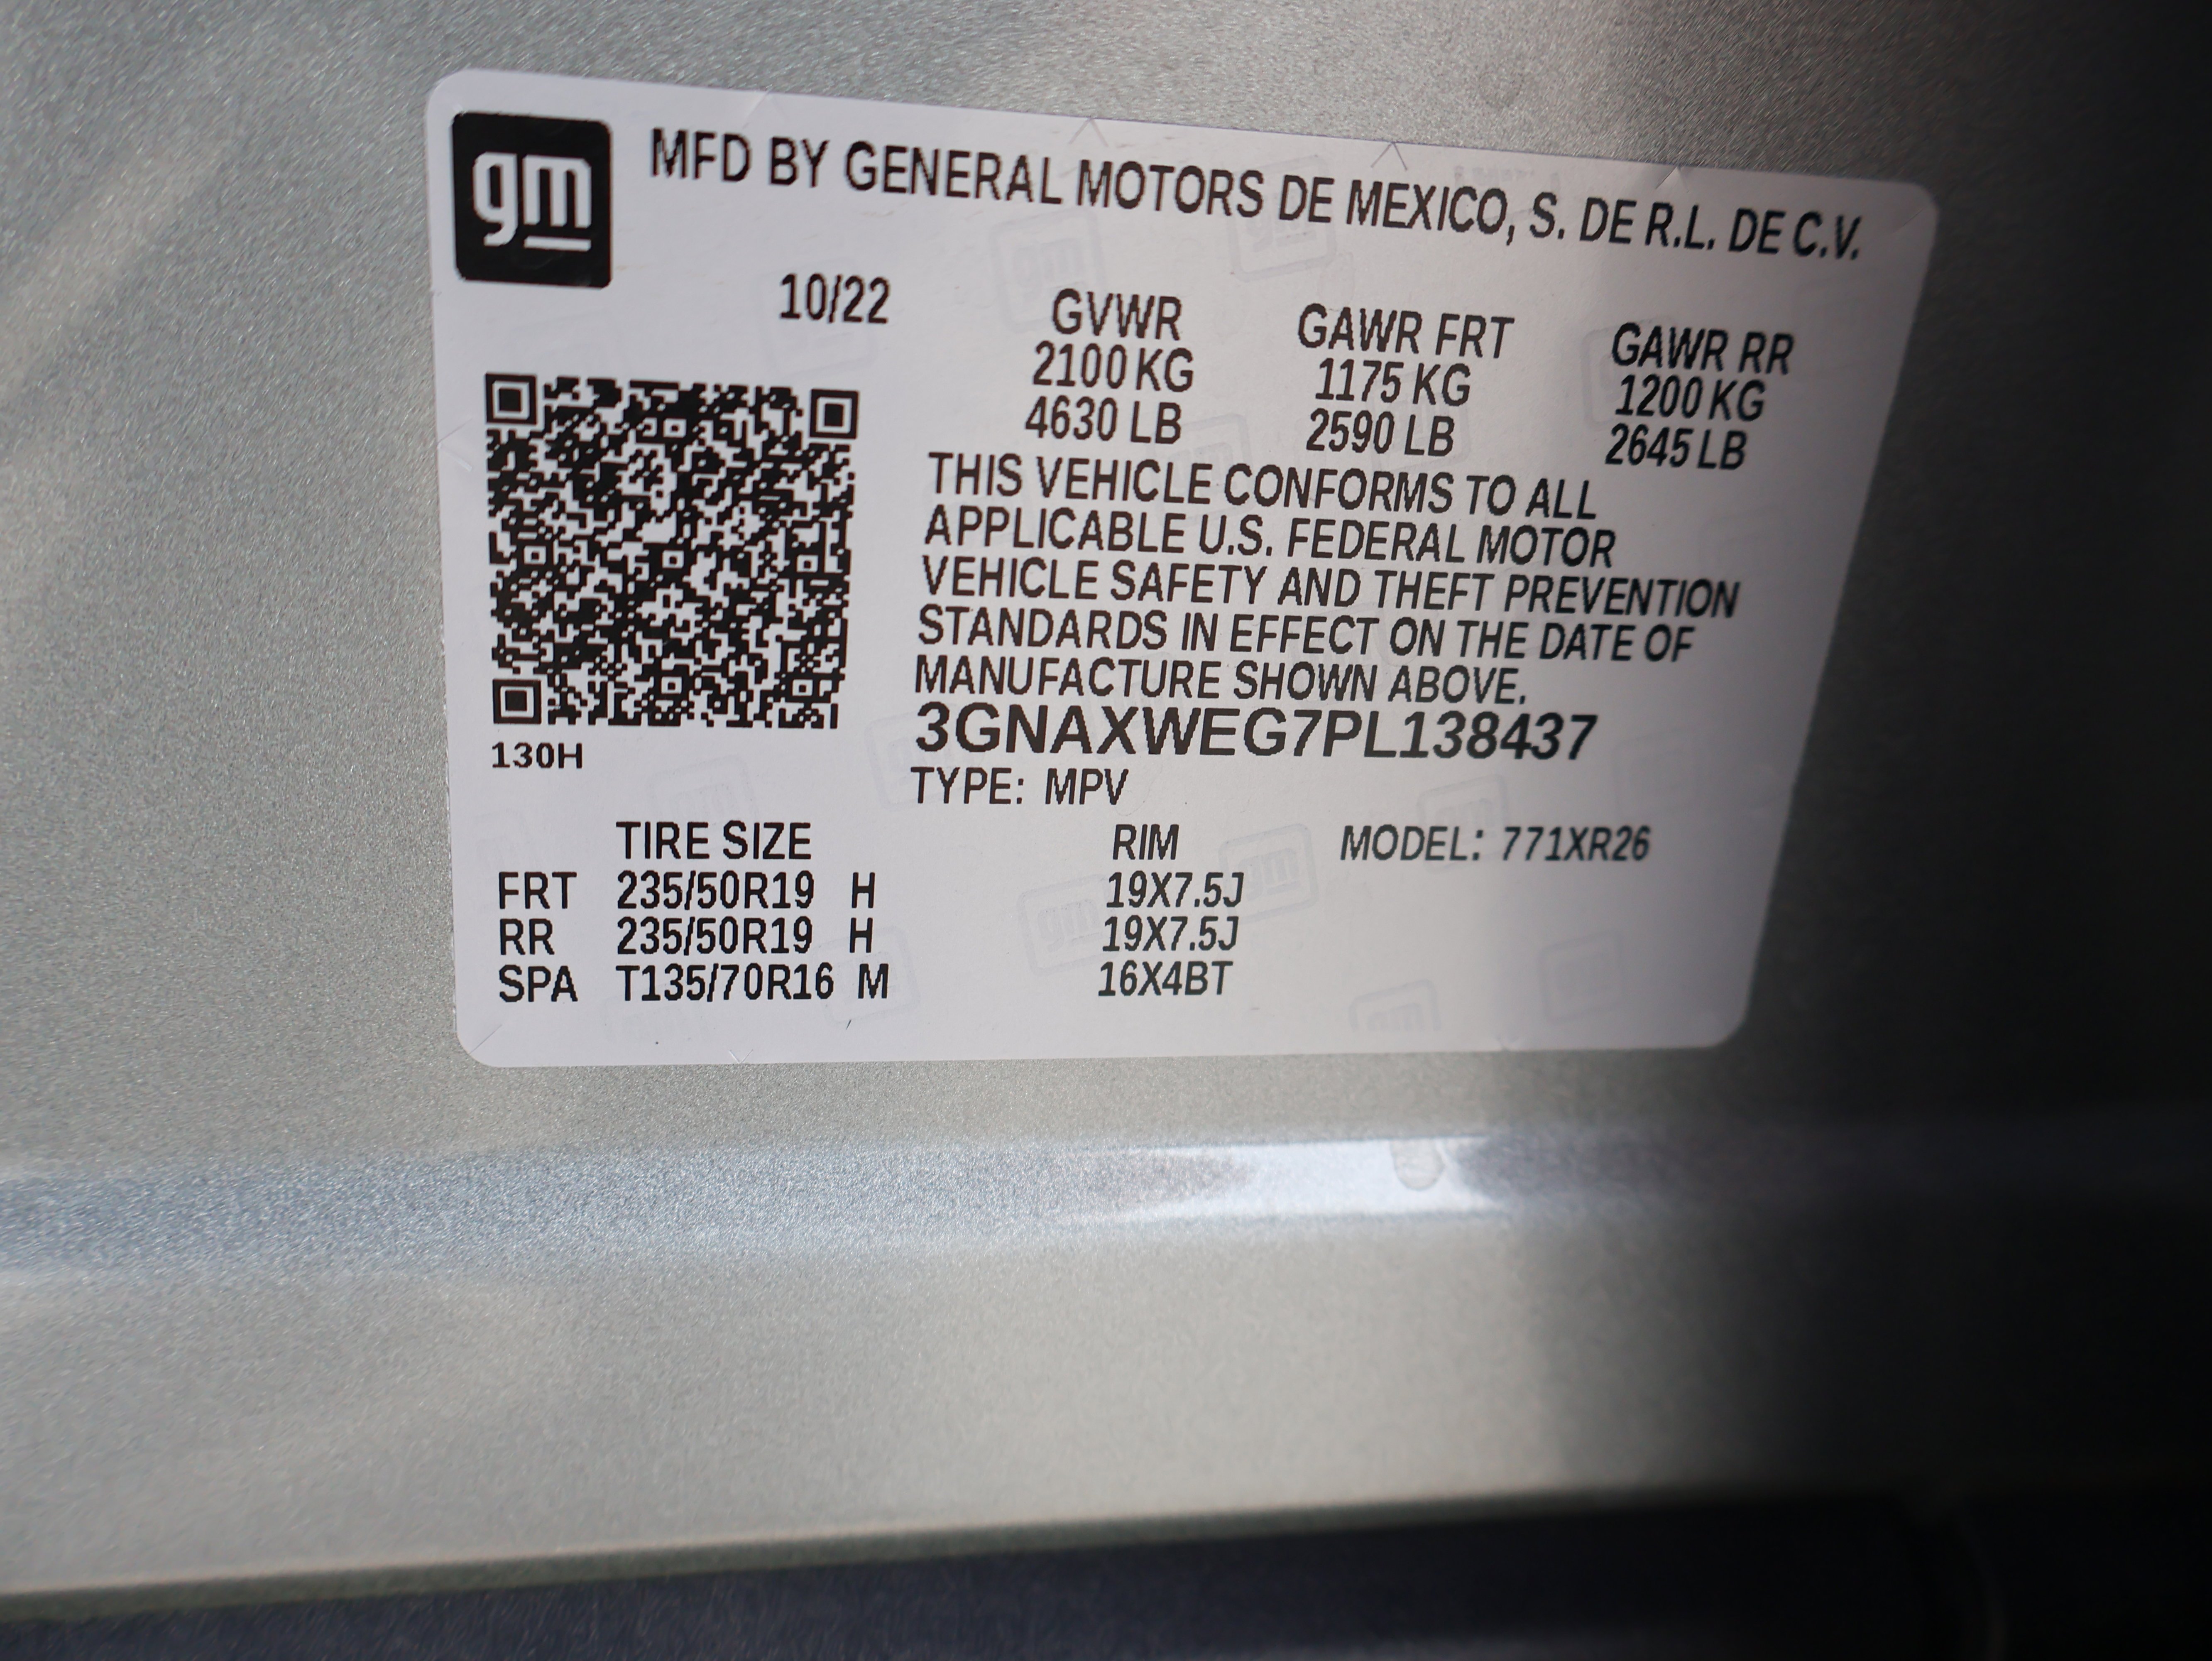 gm
MFD BY GENERAL MOTORS DE MEXICO, S. DE R.L. DE C.V.
10/22
GVWR GAWR FRT GAWR RR
2100 KG 1175 KG 1200 KG
4630 LB 2590 LB 2645 LB
THIS VEHICLE CONFORMS TO ALL
APPLICABLE U.S. FEDERAL MOTOR
VEHICLE SAFETY AND THEFT PREVENTION
STANDARDS IN EFFECT ON THE DATE OF
MANUFACTURE SHOWN ABOVE.
3GNAXWEG7PL138437
130H
TYPE: MPV
TIRE SIZE RIM MODEL: 771XR26
FRT 235/50R19 H 19X7.5J
RR 235/50R19 H 19X7.5J
SPA T135/70R16 M 16X4BT